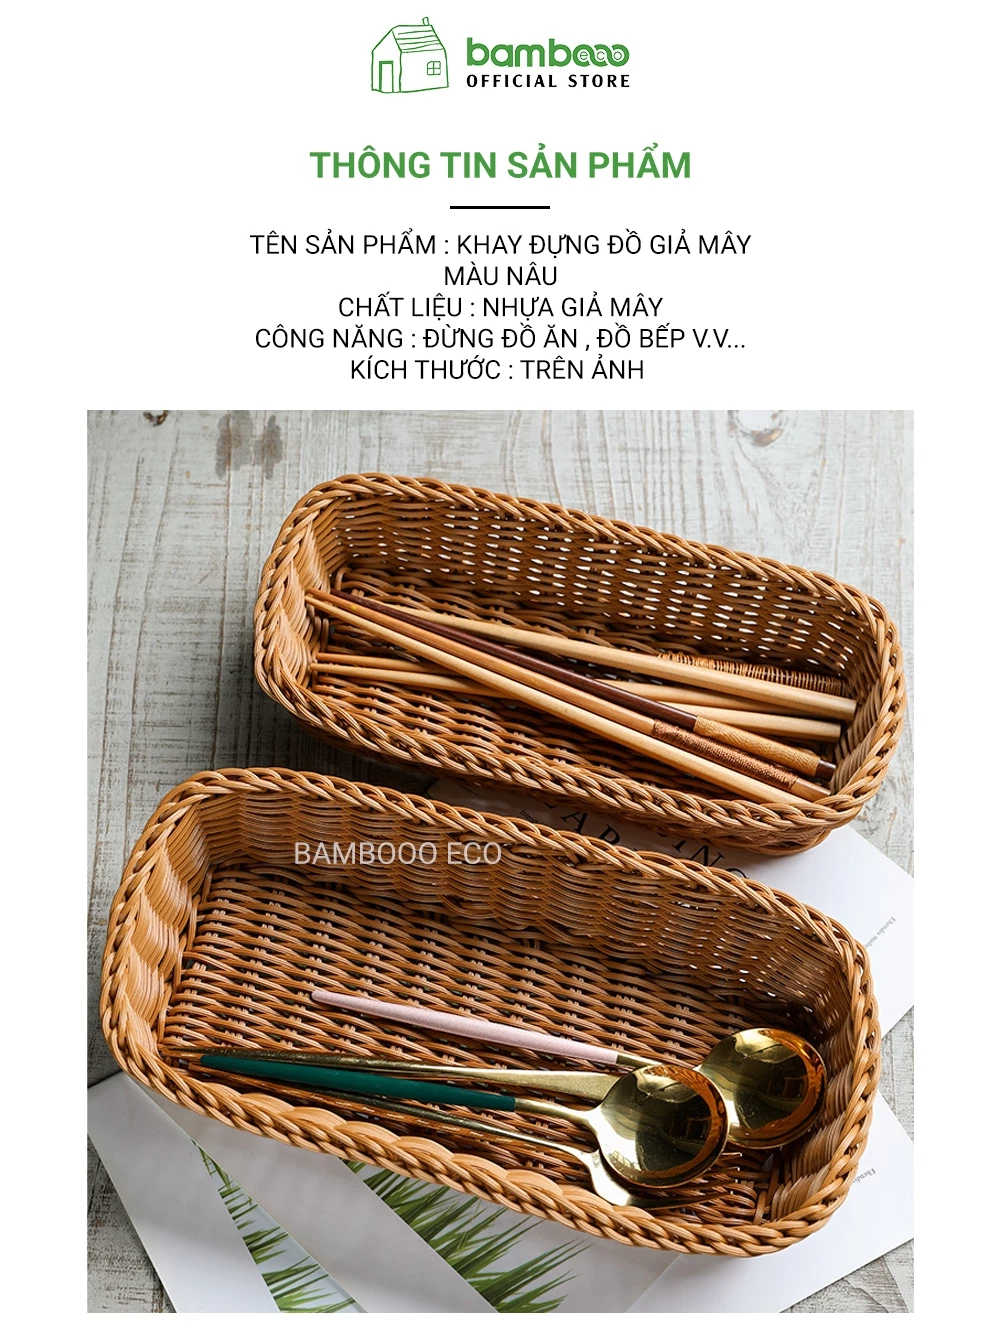 bambooo
eco
OFFICIAL STORE
THÔNG TIN SẢN PHẨM
TÊN SẢN PHẨM : KHAY ĐỰNG ĐỒ GIẢ MÂY
MÀU NÂU
CHẤT LIỆU : NHỰA GIẢ MÂY
CÔNG NĂNG : ĐỪNG ĐỒ ĂN , ĐỒ BẾP V.V...
KÍCH THƯỚC : TRÊN ẢNH
BAMBOOO ECO